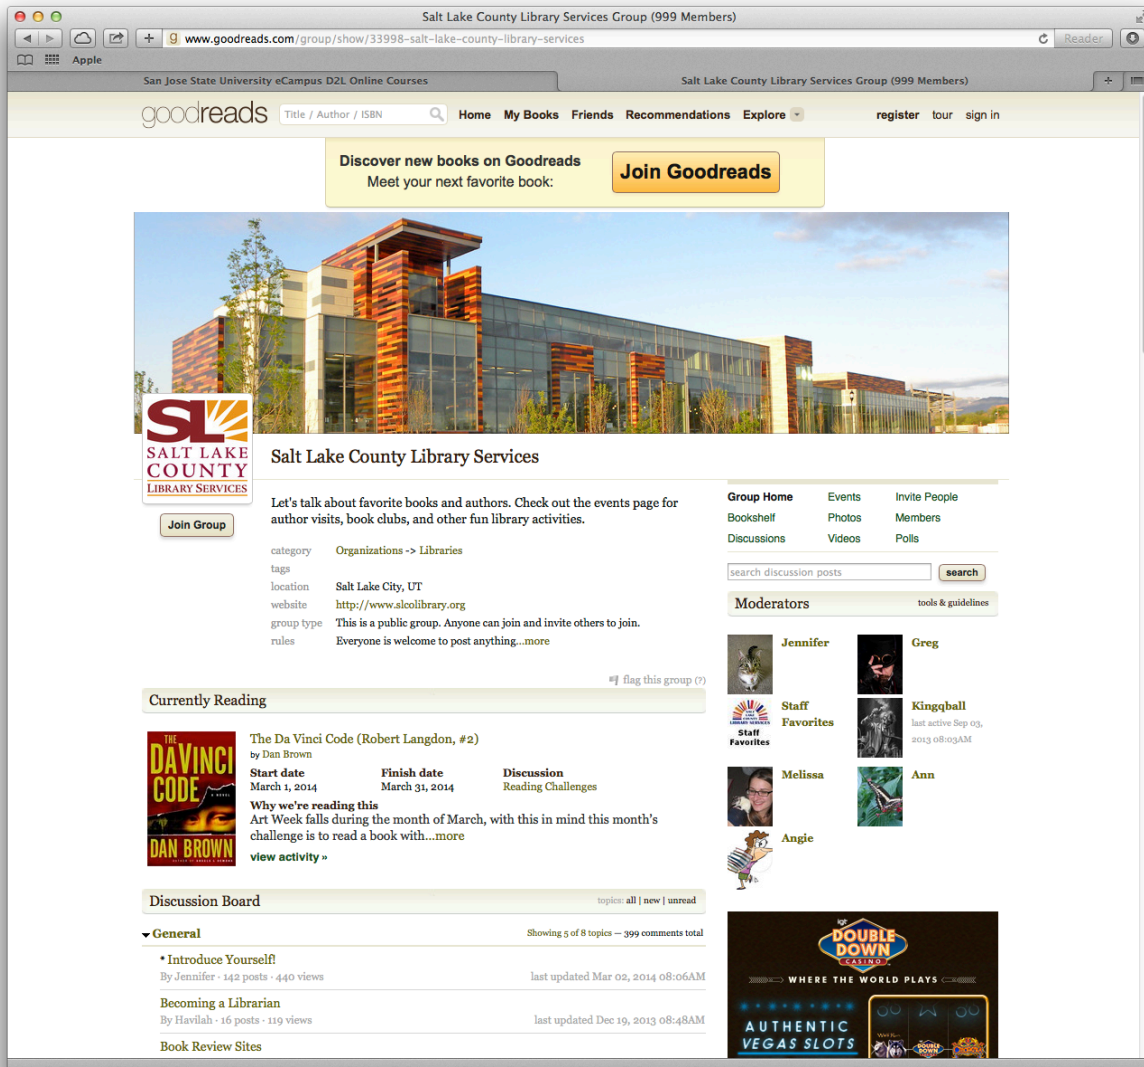 Salt Lake County Library Services Group (999 Members)
www.goodreads.com/group/show/33998-salt-lake-county-library-services
Reader
Apple
San Jose State University eCampus D2L Online Courses
Salt Lake County Library Services Group (999 Members)
goodreads
Title / Author / ISBN
Home My Books Friends Recommendations Explore
register tour sign in
Discover new books on Goodreads
Meet your next favorite book:
Join Goodreads
SL
SALT LAKE
COUNTY
LIBRARY SERVICES
Join Group
Salt Lake County Library Services
Let's talk about favorite books and authors. Check out the events page for
author visits, book clubs, and other fun library activities.
category Organizations -> Libraries
tags
location Salt Lake City, UT
website http://www.slcolibrary.org
group type This is a public group. Anyone can join and invite others to join.
rules Everyone is welcome to post anything...more
flag this group (?)
Group Home Events Invite People
Bookshelf Photos Members
Discussions Videos Polls
search discussion posts search
Moderators tools & guidelines
Jennifer
Greg
Staff
Favorites
Kingqball
last active Sep 03,
2013 08:03AM
SALT LAKE
COUNTY
LIBRARY SERVICES
Staff
Favorites
Melissa
Ann
Angie
Currently Reading
THE
DAVINCI
CODE
A NOVEL
DAN BROWN
The Da Vinci Code (Robert Langdon, #2)
by Dan Brown
Start date Finish date Discussion
March 1, 2014 March 31, 2014 Reading Challenges
Why we're reading this
Art Week falls during the month of March, with this in mind this month's
challenge is to read a book with...more
view activity »
Discussion Board topics: all | new | unread
General Showing 5 of 8 topics — 399 comments total
* Introduce Yourself!
By Jennifer · 142 posts · 440 views last updated Mar 02, 2014 08:06AM
Becoming a Librarian
By Havilah · 16 posts · 119 views last updated Dec 19, 2013 08:48AM
Book Review Sites
igt
DOUBLE
DOWN
CASINO
WHERE THE WORLD PLAYS
AUTHENTIC
VEGAS SLOTS